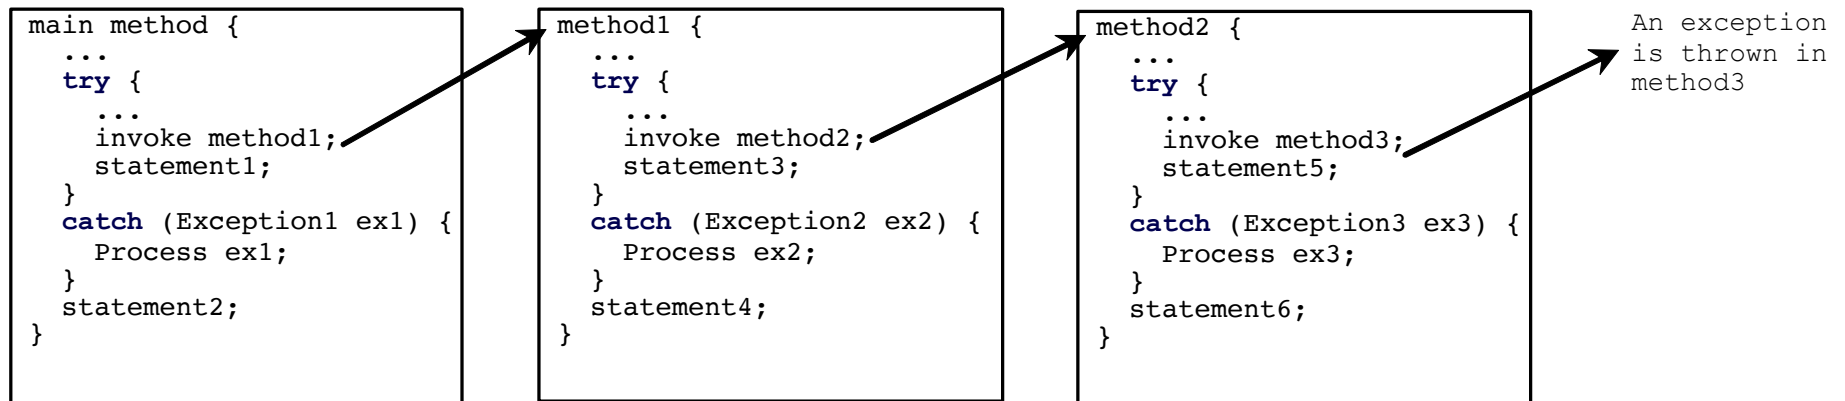 main method {
  ...
  try {
    ...
    invoke method1;
    statement1;
  }
  catch (Exception1 ex1) {
    Process ex1;
  }
  statement2;
}
method1 {
  ...
  try {
    ...
    invoke method2;
    statement3;
  }
  catch (Exception2 ex2) {
    Process ex2;
  }
  statement4;
}
method2 {
  ...
  try {
    ...
    invoke method3;
    statement5;
  }
  catch (Exception3 ex3) {
    Process ex3;
  }
  statement6;
}
An exception
is thrown in
method3